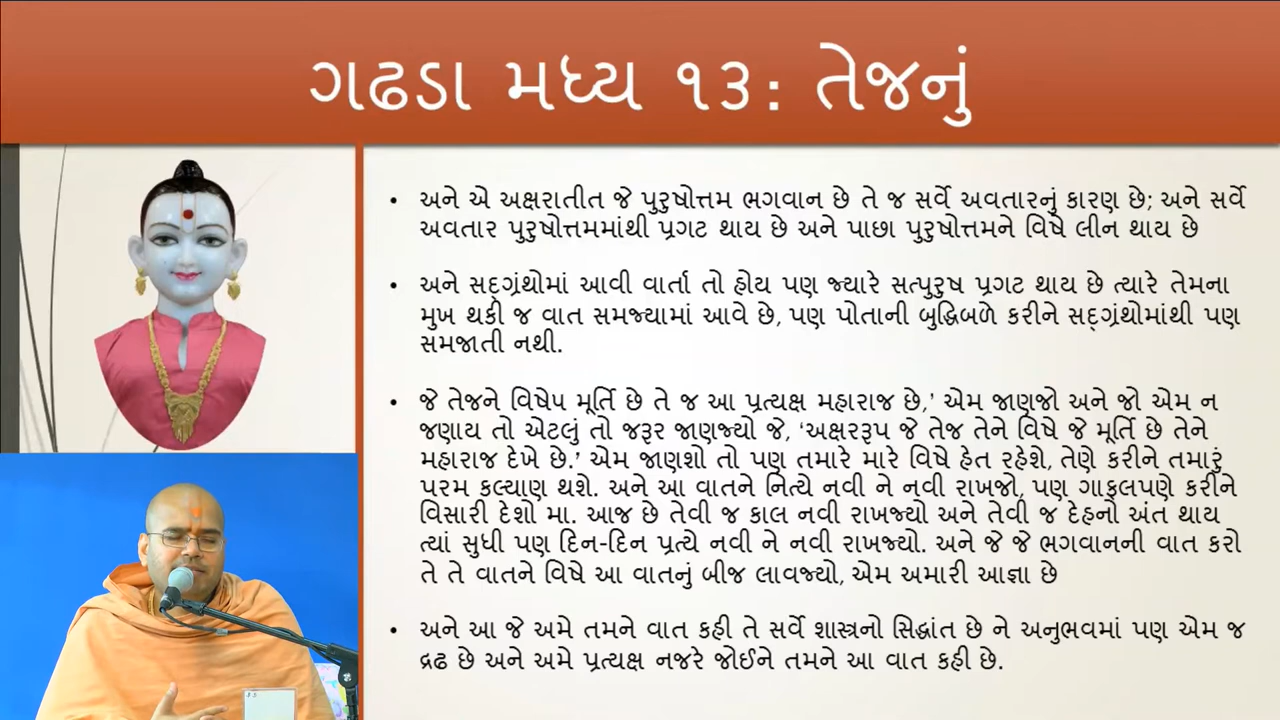 ગઢડા મધ્ય ૧૩: તેજનું
• અને એ અક્ષરાતીત જે પુરુષોત્તમ ભગવાન છે તે જ સર્વે અવતારનું કારણ છે; અને સર્વે
અવતાર પુરુષોત્તમમાંથી પ્રગટ થાય છે અને પાછા પુરુષોત્તમને વિષે લીન થાય છે
• અને સદ્‌ગ્રંથોમાં આવી વાર્તા તો હોય પણ જ્યારે સત્પુરુષ પ્રગટ થાય છે ત્યારે તેમના
મુખ થકી જ વાત સમજ્યામાં આવે છે, પણ પોતાની બુદ્ધિબળે કરીને સદ્‌ગ્રંથોમાંથી પણ
સમજાતી નથી.
• જે તેજને વિષેપ મૂર્તિ છે તે જ આ પ્રત્યક્ષ મહારાજ છે,’ એમ જાણજો અને જો એમ ન
જણાય તો એટલું તો જરૂર જાણજ્યો જે, ‘અક્ષરરૂપ જે તેજ તેને વિષે જે મૂર્તિ છે તેને
મહારાજ દેખે છે.’ એમ જાણશો તો પણ તમારે મારે વિષે હેત રહેશે, તેણે કરીને તમારું
પરમ કલ્યાણ થશે. અને આ વાતને નિત્યે નવી ને નવી રાખજો, પણ ગાફલપણે કરીને
વિસારી દેશો મા. આજ છે તેવી જ કાલ નવી રાખજ્યો અને તેવી જ દેહનો અંત થાય
ત્યાં સુધી પણ દિન-દિન પ્રત્યે નવી ને નવી રાખજ્યો. અને જે જે ભગવાનની વાત કરો
તે તે વાતને વિષે આ વાતનું બીજ લાવજ્યો, એમ અમારી આજ્ઞા છે
• અને આ જે અમે તમને વાત કહી તે સર્વે શાસ્ત્રનો સિદ્ધાંત છે ને અનુભવમાં પણ એમ જ
દ્રઢ છે અને અમે પ્રત્યક્ષ નજરે જોઈને તમને આ વાત કહી છે.